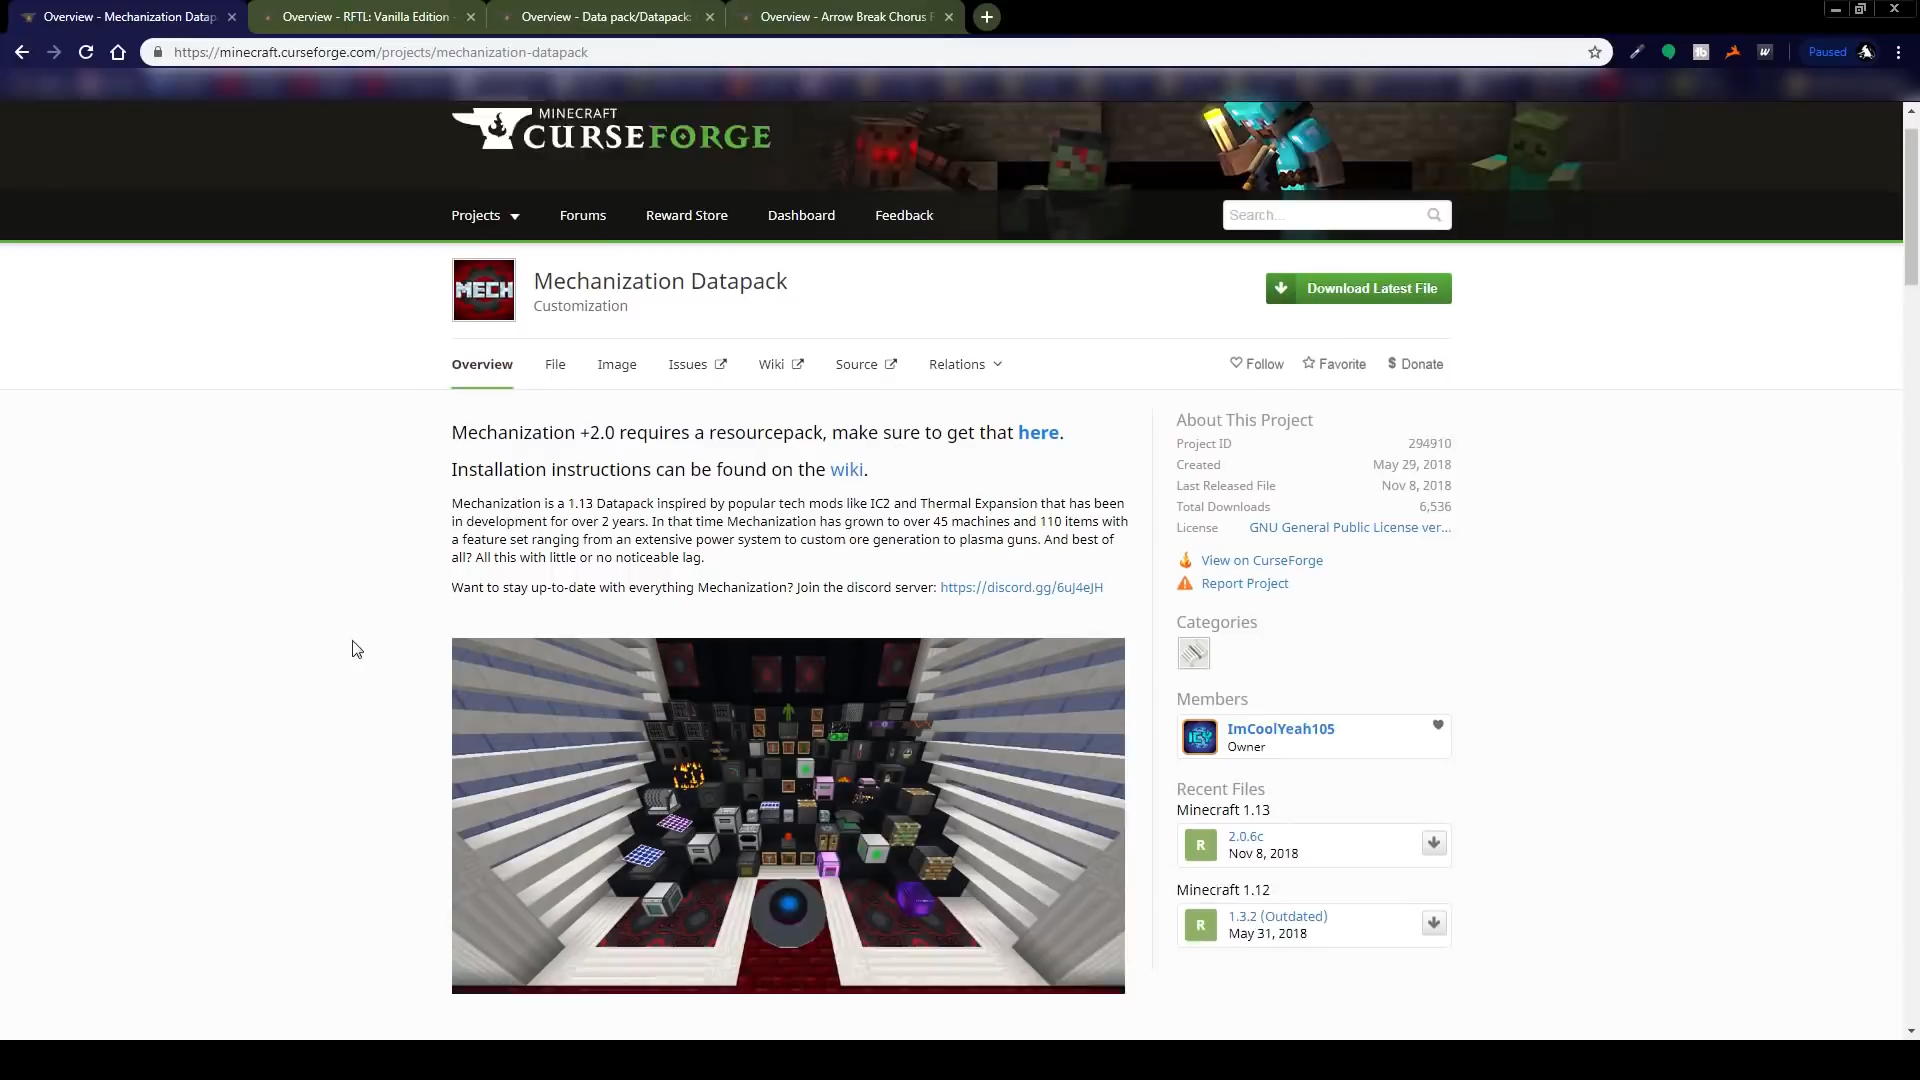 Overview - Mechanization Datap
Overview - RFTL: Vanilla Edition -
Overview - Data pack/Datapack:
Overview - Arrow Break Chorus F
https://minecraft.curseforge.com/projects/mechanization-datapack
Paused
MINECRAFT
CURSEFORGE
Projects
Forums
Reward Store
Dashboard
Feedback
Search...
MECH
Mechanization Datapack
Customization
Download Latest File
Overview
File
Image
Issues
Wiki
Source
Relations
Follow
Favorite
$ Donate
Mechanization +2.0 requires a resourcepack, make sure to get that here.
Installation instructions can be found on the wiki.
Mechanization is a 1.13 Datapack inspired by popular tech mods like IC2 and Thermal Expansion that has been
in development for over 2 years. In that time Mechanization has grown to over 45 machines and 110 items with
a feature set ranging from an extensive power system to custom ore generation to plasma guns. And best of
all? All this with little or no noticeable lag.
Want to stay up-to-date with everything Mechanization? Join the discord server: https://discord.gg/6uJ4eJH
About This Project
Project ID 294910
Created May 29, 2018
Last Released File Nov 8, 2018
Total Downloads 6,536
License GNU General Public License ver...
View on CurseForge
Report Project
Categories
Members
ICY
ImCoolYeah105
Owner
Recent Files
Minecraft 1.13
R
2.0.6c
Nov 8, 2018
Minecraft 1.12
R
1.3.2 (Outdated)
May 31, 2018